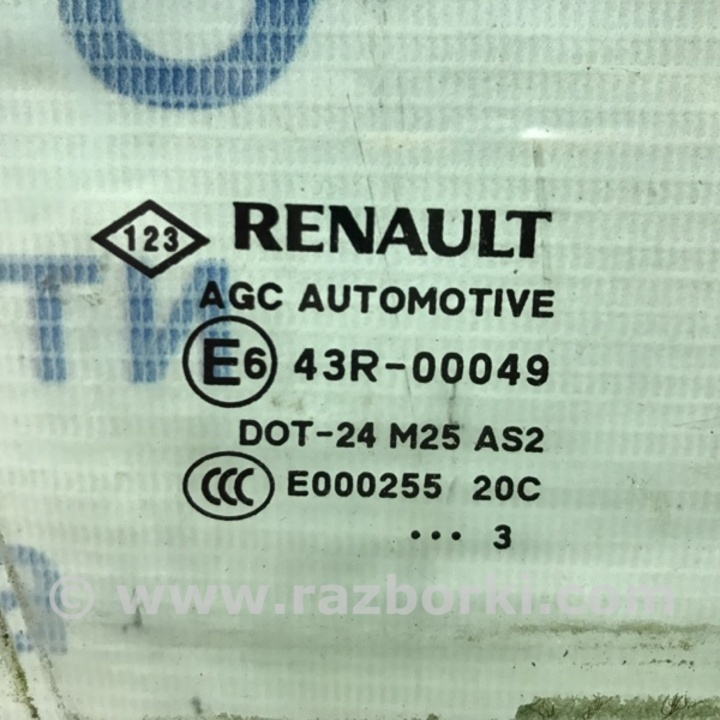 123 RENAULT
AGC AUTOMOTIVE
E6 43R-00049
DOT-24 M25 AS2
CCC E000255 20C
••• 3
© www.razborki.com